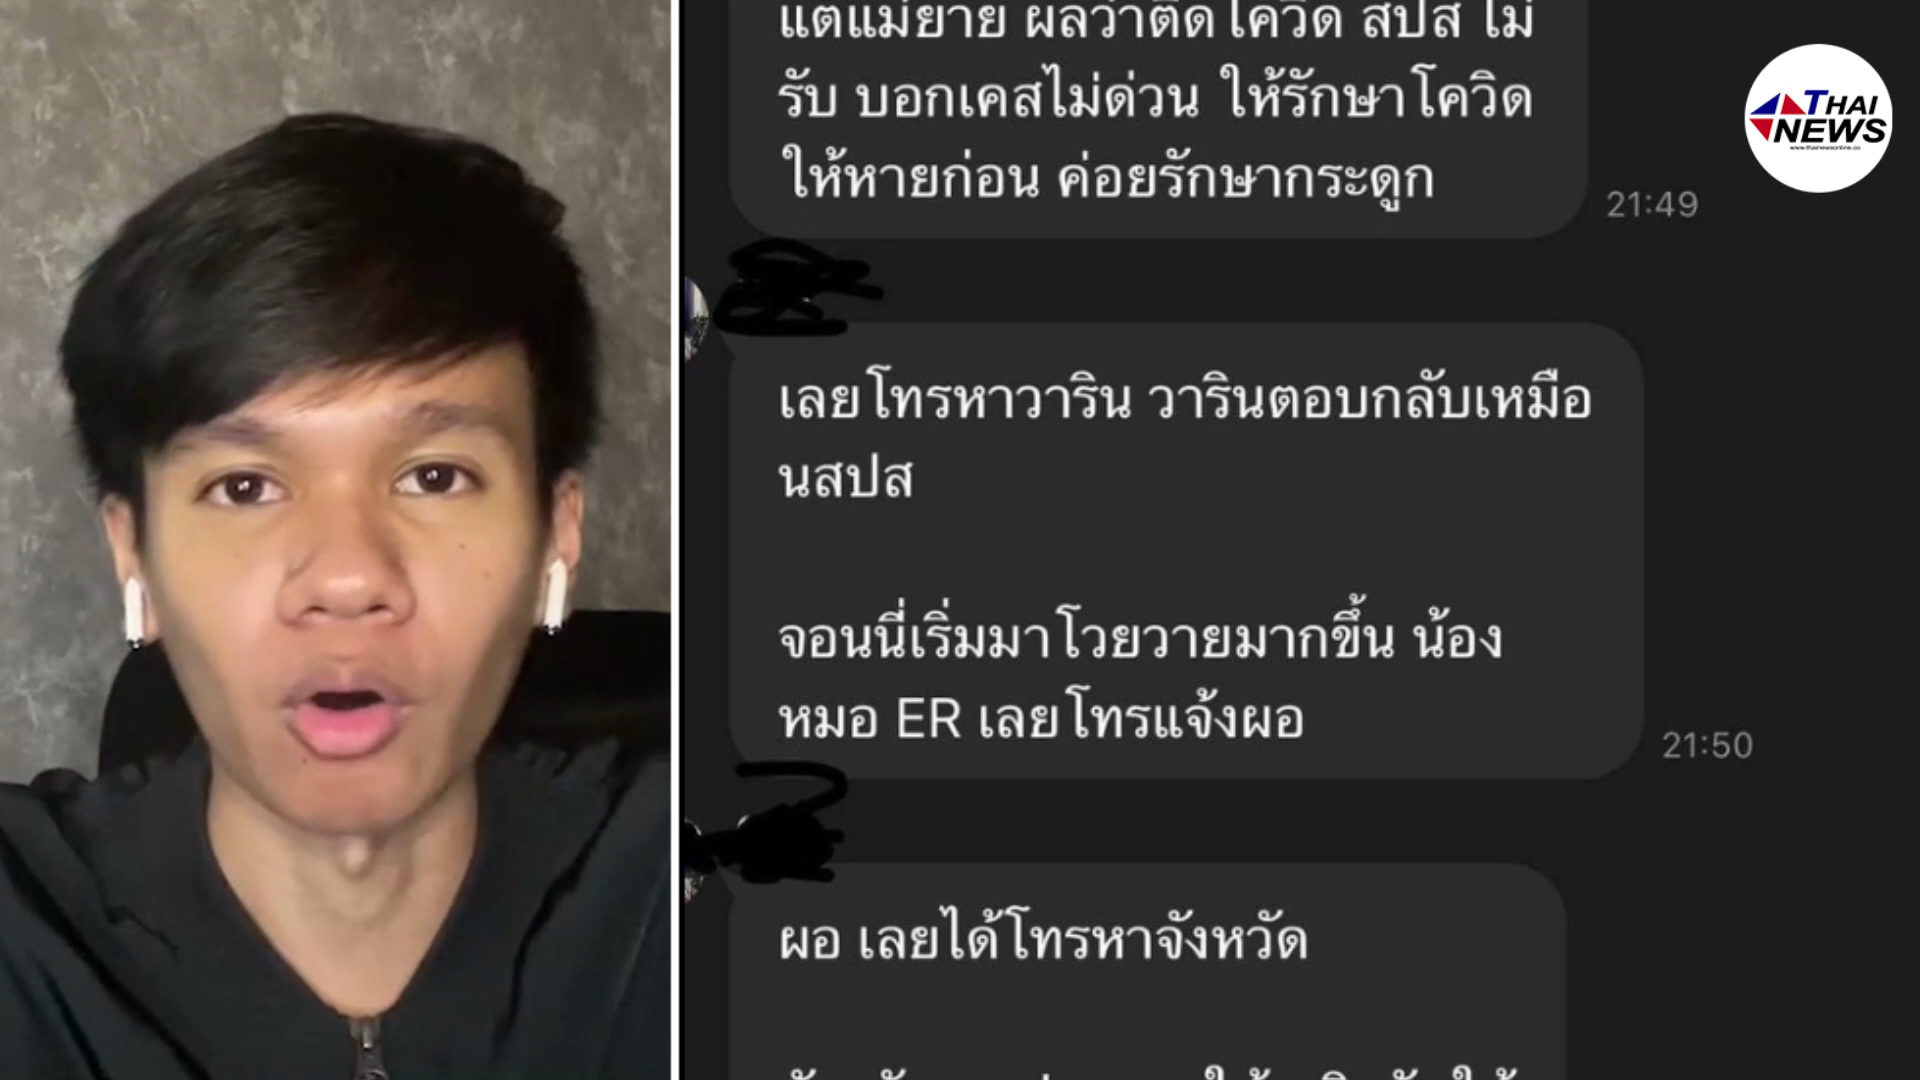 แต่แม่ยาย ผลว่าติดโควิด สปส ไม่
รับ บอกเคสไม่ด่วน ให้รักษาโควิด
ให้หายก่อน ค่อยรักษากระดูก
21:49
THAI
NEWS
www.thainewsonline.co
เลยโทรหาวาริน วารินตอบกลับเหมือ
นสปส
จอนนี่เริ่มมาโวยวายมากขึ้น น้อง
หมอ ER เลยโทรแจ้งผอ
21:50
ผอ เลยได้โทรหาจังหวัด